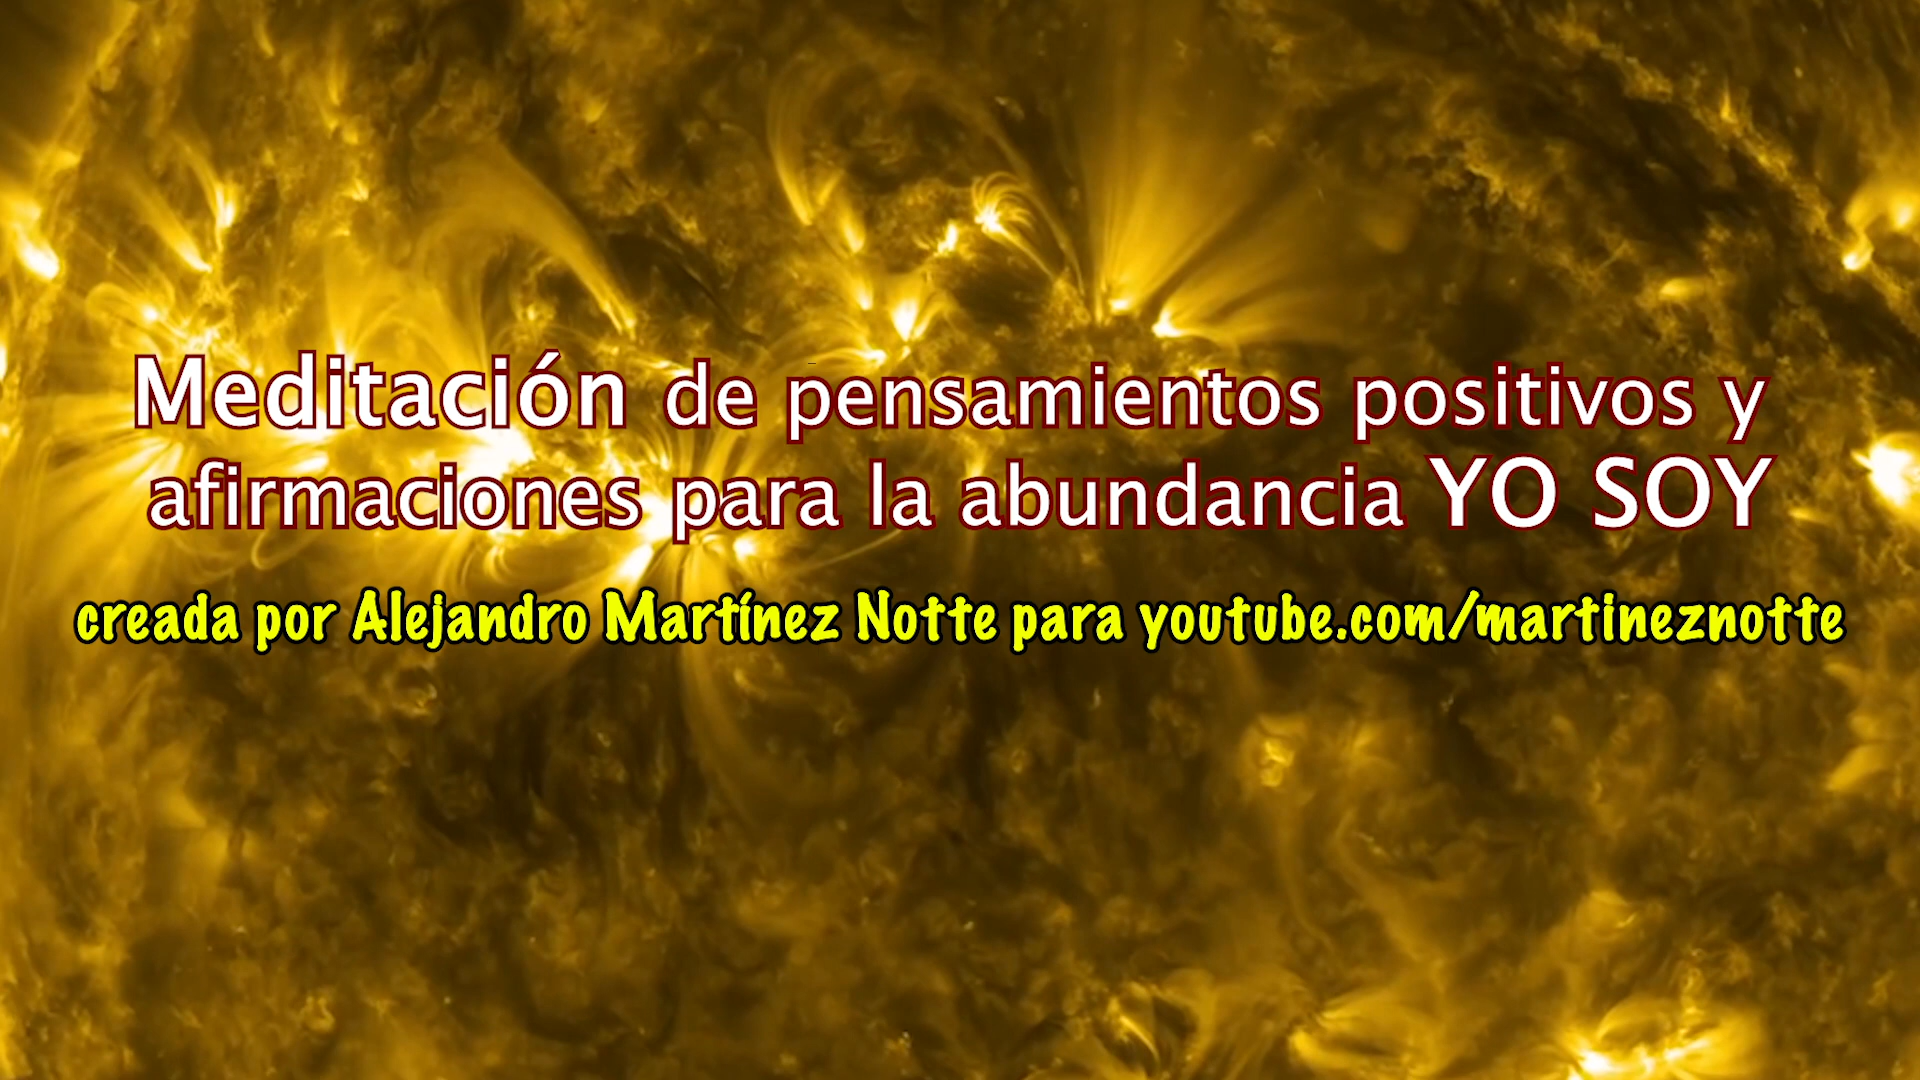 Meditación de pensamientos positivos y
afirmaciones para la abundancia YO SOY
creada por Alejandro Martínez Notte para youtube.com/martineznotte